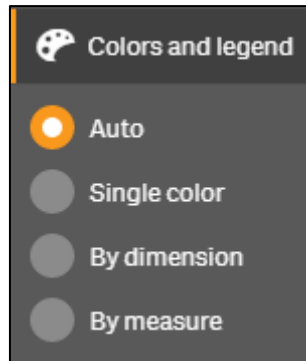 Colors and legend
Auto
Single color
By dimension
By measure